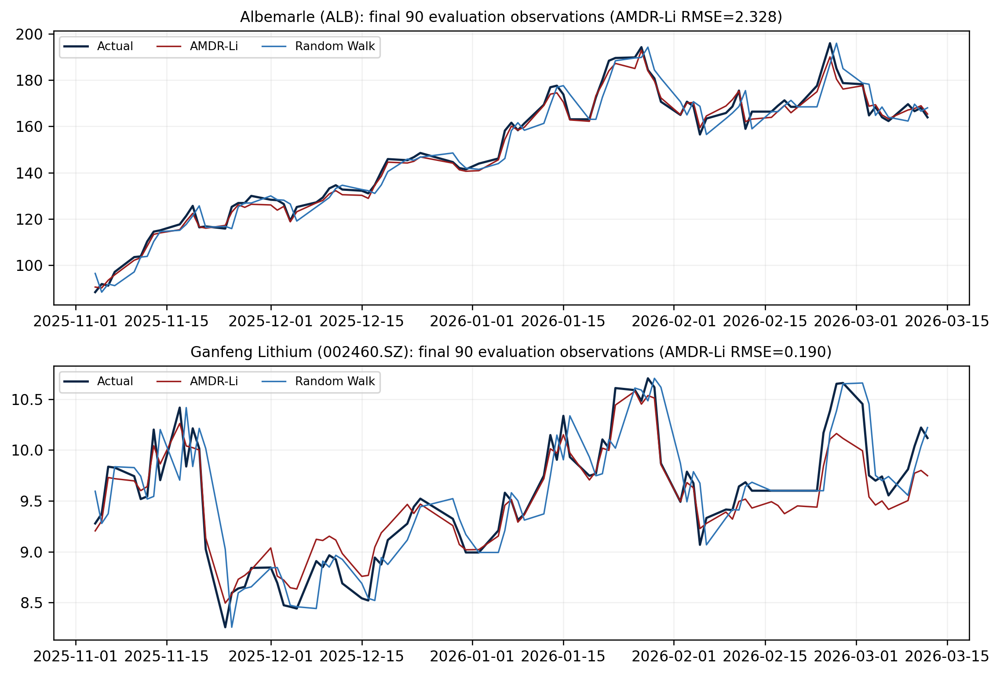 Albemarle (ALB): final 90 evaluation observations (AMDR-Li RMSE=2.328)
Actual AMDR-Li Random Walk
200
180
160
140
120
100
2025-11-01 2025-11-15 2025-12-01 2025-12-15 2026-01-01 2026-01-15 2026-02-01 2026-02-15 2026-03-01 2026-03-15
Ganfeng Lithium (002460.SZ): final 90 evaluation observations (AMDR-Li RMSE=0.190)
Actual AMDR-Li Random Walk
10.5
10.0
9.5
9.0
8.5
2025-11-01 2025-11-15 2025-12-01 2025-12-15 2026-01-01 2026-01-15 2026-02-01 2026-02-15 2026-03-01 2026-03-15